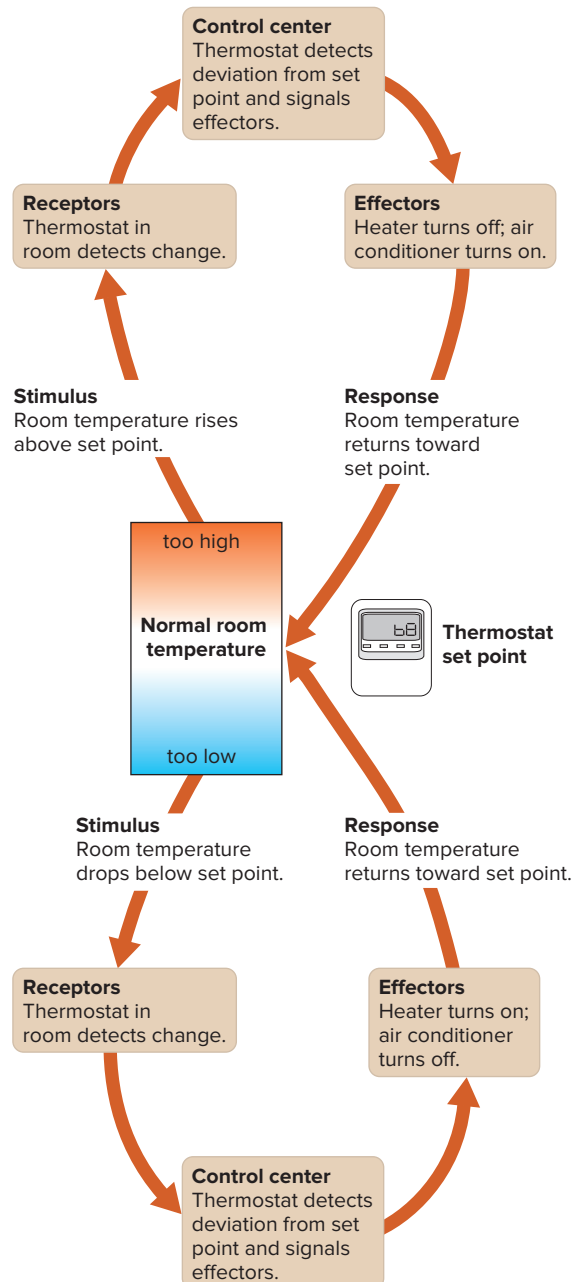 Control center
Thermostat detects
deviation from set
point and signals
effectors.
Receptors
Thermostat in
room detects change.
Effectors
Heater turns off; air
conditioner turns on.
Stimulus
Room temperature rises
above set point.
Response
Room temperature
returns toward
set point.
too high
Normal room
temperature
too low
68
Thermostat
set point
Stimulus
Room temperature
drops below set point.
Response
Room temperature
returns toward set point.
Receptors
Thermostat in
room detects change.
Effectors
Heater turns on;
air conditioner
turns off.
Control center
Thermostat detects
deviation from set
point and signals
effectors.